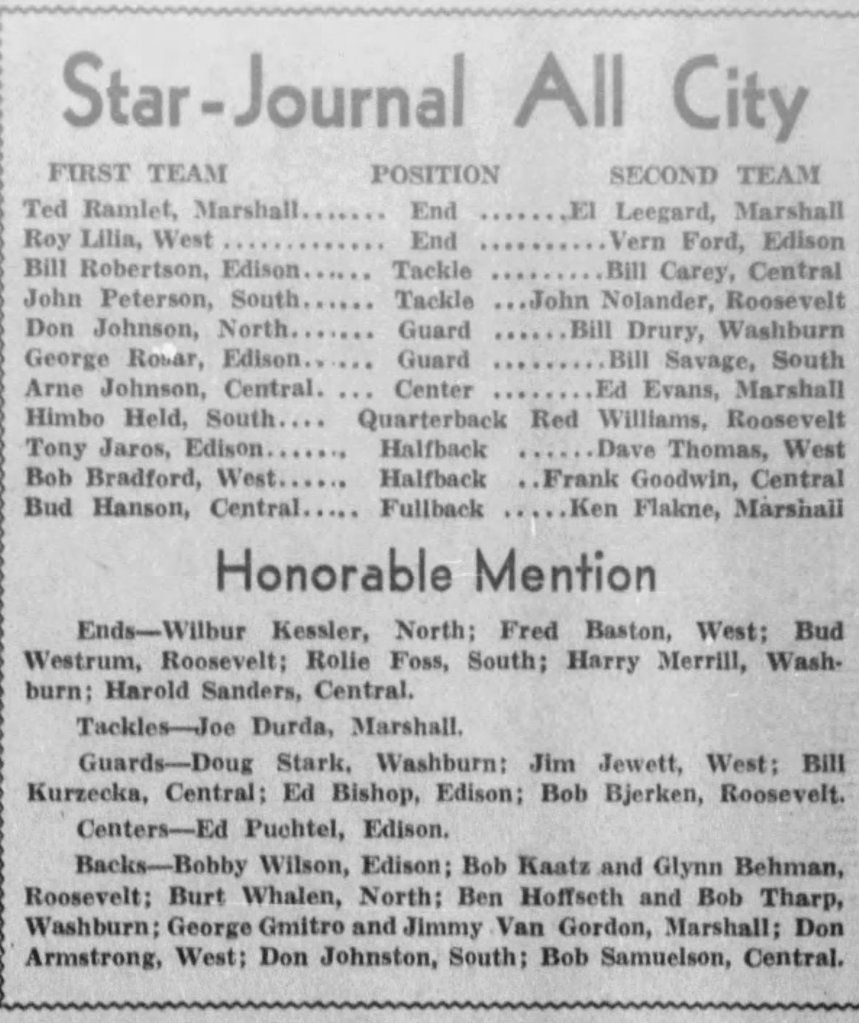 Star-Journal All City
FIRST TEAM POSITION SECOND TEAM
Ted Ramlet, Marshall....... End .......El Leegard, Marshall
Roy Lilia, West ............. End ..........Vern Ford, Edison
Bill Robertson, Edison...... Tackle .........Bill Carey, Central
John Peterson, South...... Tackle ...John Nolander, Roosevelt
Don Johnson, North....... Guard ......Bill Drury, Washburn
George Rosar, Edison...... Guard .........Bill Savage, South
Arne Johnson, Central. ... Center ........Ed Evans, Marshall
Himbo Held, South.... Quarterback Red Williams, Roosevelt
Tony Jaros, Edison....... Halfback ......Dave Thomas, West
Bob Bradford, West...... Halfback ..Frank Goodwin, Central
Bud Hanson, Central..... Fullback .....Ken Flakne, Marshall
Honorable Mention
Ends—Wilbur Kessler, North; Fred Baston, West; Bud
Westrum, Roosevelt; Rolie Foss, South; Harry Merrill, Wash-
burn; Harold Sanders, Central.
Tackles—Joe Durda, Marshall.
Guards—Doug Stark, Washburn; Jim Jewett, West; Bill
Kurzecka, Central; Ed Bishop, Edison; Bob Bjerken, Roosevelt.
Centers—Ed Puchtel, Edison.
Backs—Bobby Wilson, Edison; Bob Kaatz and Glynn Behman,
Roosevelt; Burt Whalen, North; Ben Hoffseth and Bob Tharp,
Washburn; George Gmitro and Jimmy Van Gordon, Marshall; Don
Armstrong, West; Don Johnston, South; Bob Samuelson, Central.